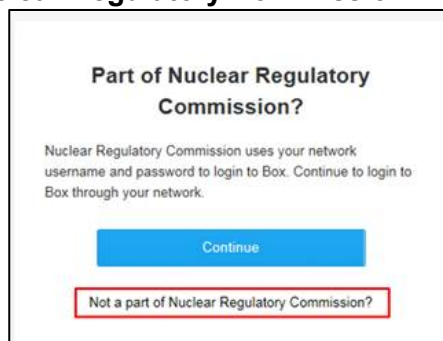 Part of Nuclear Regulatory
Commission?
Nuclear Regulatory Commission uses your network
username and password to login to Box. Continue to login to
Box through your network.
Continue
Not a part of Nuclear Regulatory Commission?